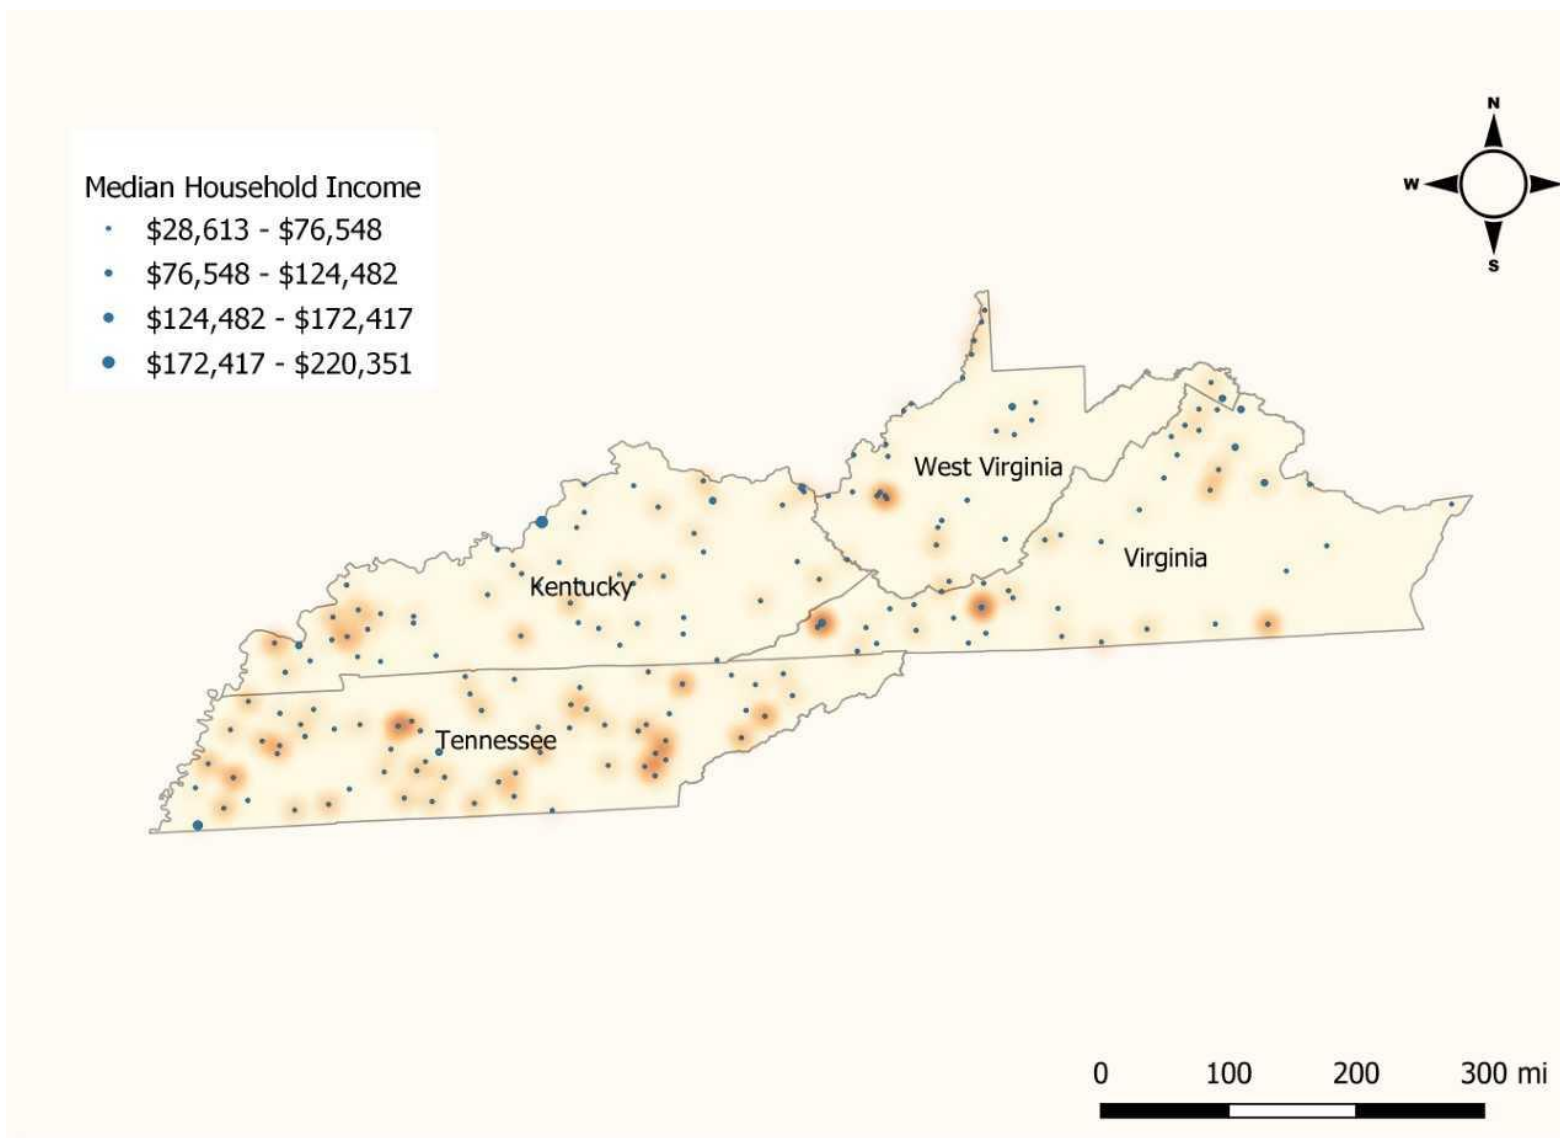 N
Median Household Income
W
$28,613 - $76,548
S
$76,548 - $124,482
$124,482 - $172,417
$172,417 - $220,351
West Virginia
Virginia
Kentucky
Tennessee
0 100 200 300 mi